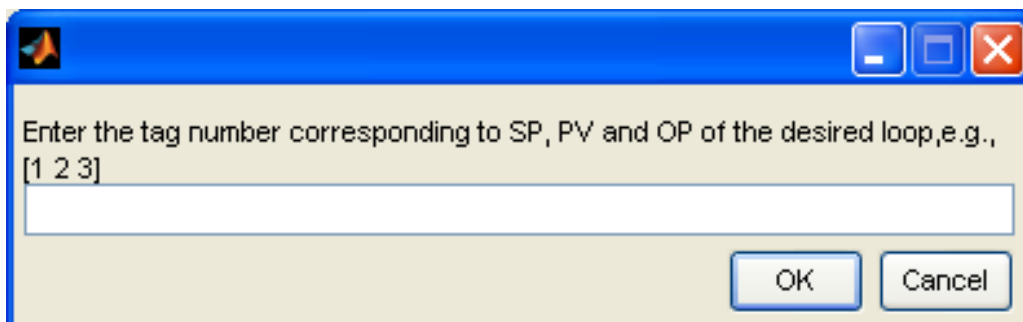 Enter the tag number corresponding to SP, PV and OP of the desired loop,e.g.,
[1 2 3]
OK Cancel